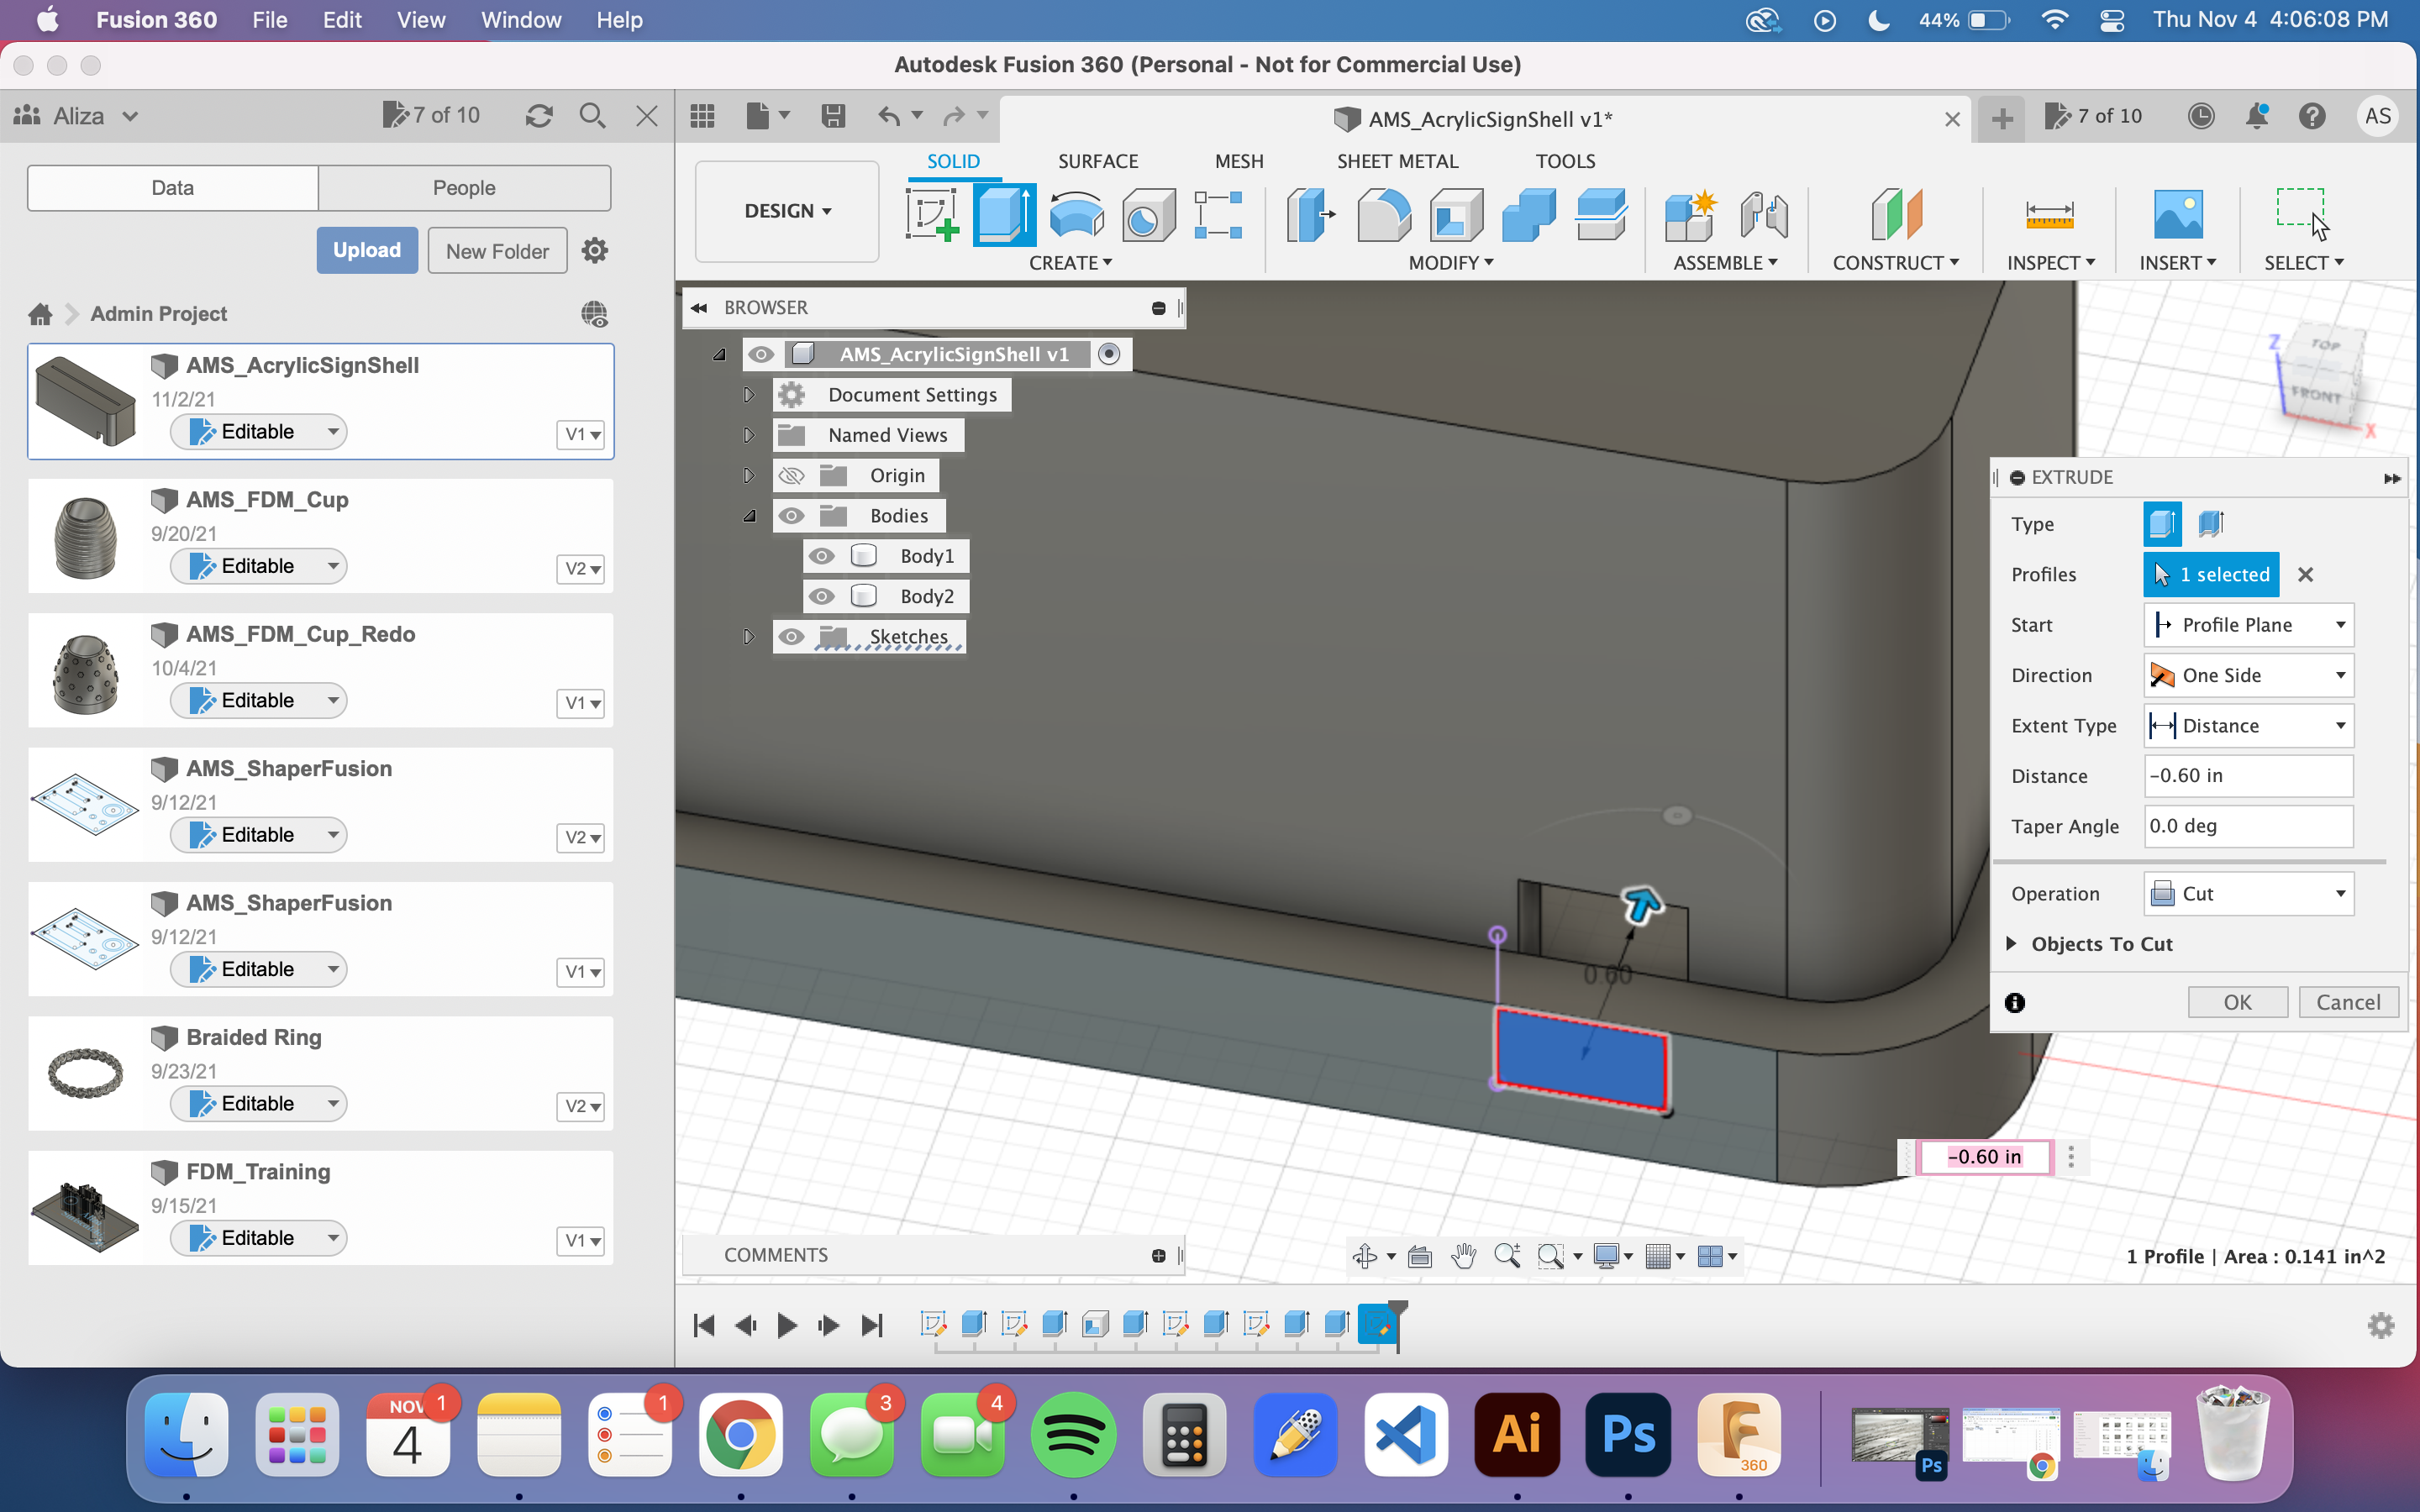 Fusion 360 File Edit View Window Help 44% Thu Nov 4 4:06:08 PM
Autodesk Fusion 360 (Personal - Not for Commercial Use)
Aliza 7 of 10
AMS_AcrylicSignShell v1* 7 of 10 AS
Data People
Upload New Folder
Admin Project
AMS_AcrylicSignShell
11/2/21
Editable V1
AMS_FDM_Cup
9/20/21
Editable V2
AMS_FDM_Cup_Redo
10/4/21
Editable V1
AMS_ShaperFusion
9/12/21
Editable V2
AMS_ShaperFusion
9/12/21
Editable V1
Braided Ring
9/23/21
Editable V2
FDM_Training
9/15/21
Editable V1
DESIGN
SOLID SURFACE MESH SHEET METAL TOOLS
CREATE MODIFY ASSEMBLE CONSTRUCT INSPECT INSERT SELECT
BROWSER
AMS_AcrylicSignShell v1
Document Settings
Named Views
Origin
Bodies
Body1
Body2
Sketches
Z
TOP
FRONT
X
EXTRUDE
Type
Profiles 1 selected
Start Profile Plane
Direction One Side
Extent Type Distance
Distance -0.60 in
Taper Angle 0.0 deg
Operation Cut
Objects To Cut
OK Cancel
0.60
-0.60 in
COMMENTS
1 Profile | Area : 0.141 in^2
NOV 1
4
1
3
4
Ai
Ps
360
Ps